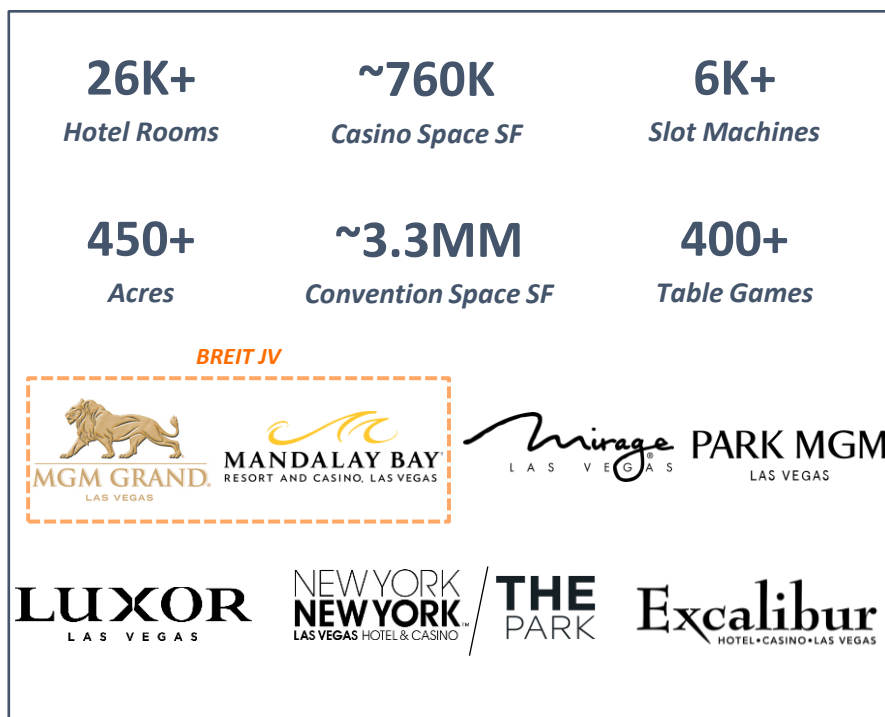 26K+
Hotel Rooms
~760K
Casino Space SF
6K+
Slot Machines
450+
Acres
~3.3MM
Convention Space SF
400+
Table Games
BREIT JV
MGM GRAND®
LAS VEGAS
MANDALAY BAY®
RESORT AND CASINO, LAS VEGAS
Mirage®
LAS VEGAS
PARK MGM
LAS VEGAS
LUXOR
LAS VEGAS
NEW YORK
NEW YORK™
LAS VEGAS HOTEL & CASINO
THE
PARK
Excalibur
HOTEL•CASINO•LAS VEGAS